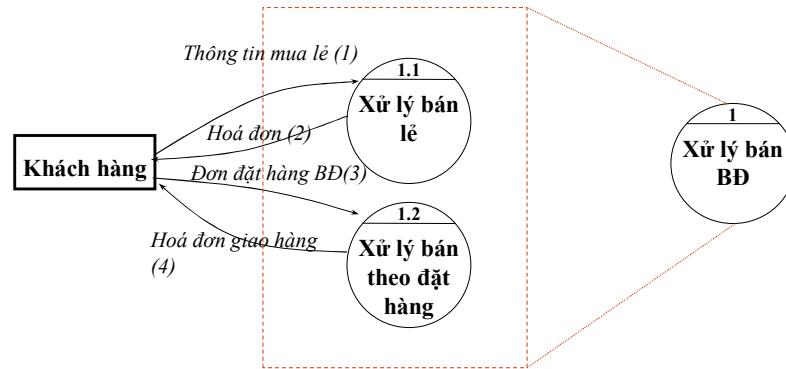 Thông tin mua lẻ (1)
1.1
Xử lý bán
lẻ
Hoá đơn (2)
Khách hàng
Đơn đặt hàng BĐ(3)
1.2
Xử lý bán
theo đặt
hàng
Hoá đơn giao hàng
(4)
1
Xử lý bán
BĐ